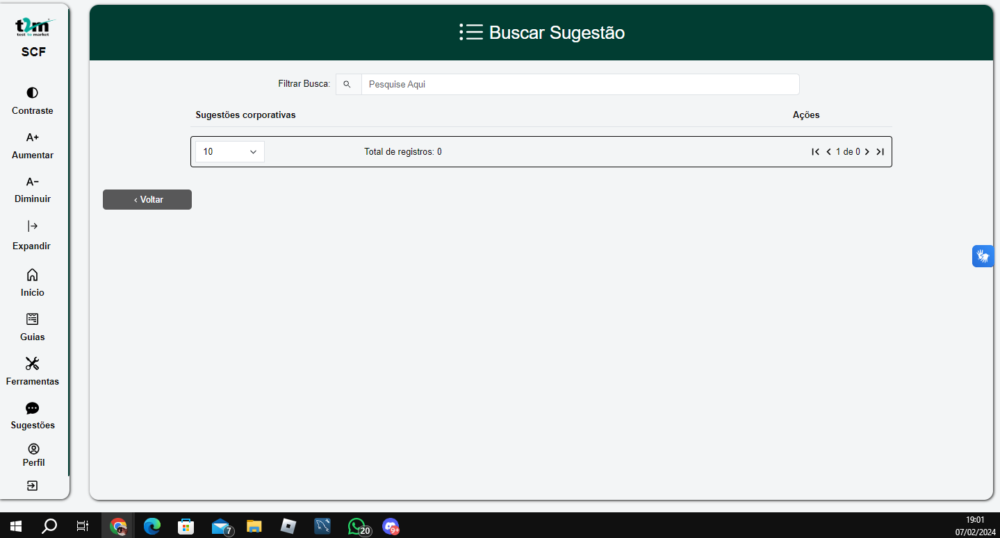 t2m
test to market
SCF
Contraste
A+
Aumentar
A-
Diminuir
Expandir
Início
Guias
Ferramentas
Sugestões
Perfil
Buscar Sugestão
Filtrar Busca:
Pesquise Aqui
Sugestões corporativas
Ações
10
Total de registros: 0
1 de 0
‹ Voltar
7
20
9+
19:01
07/02/2024